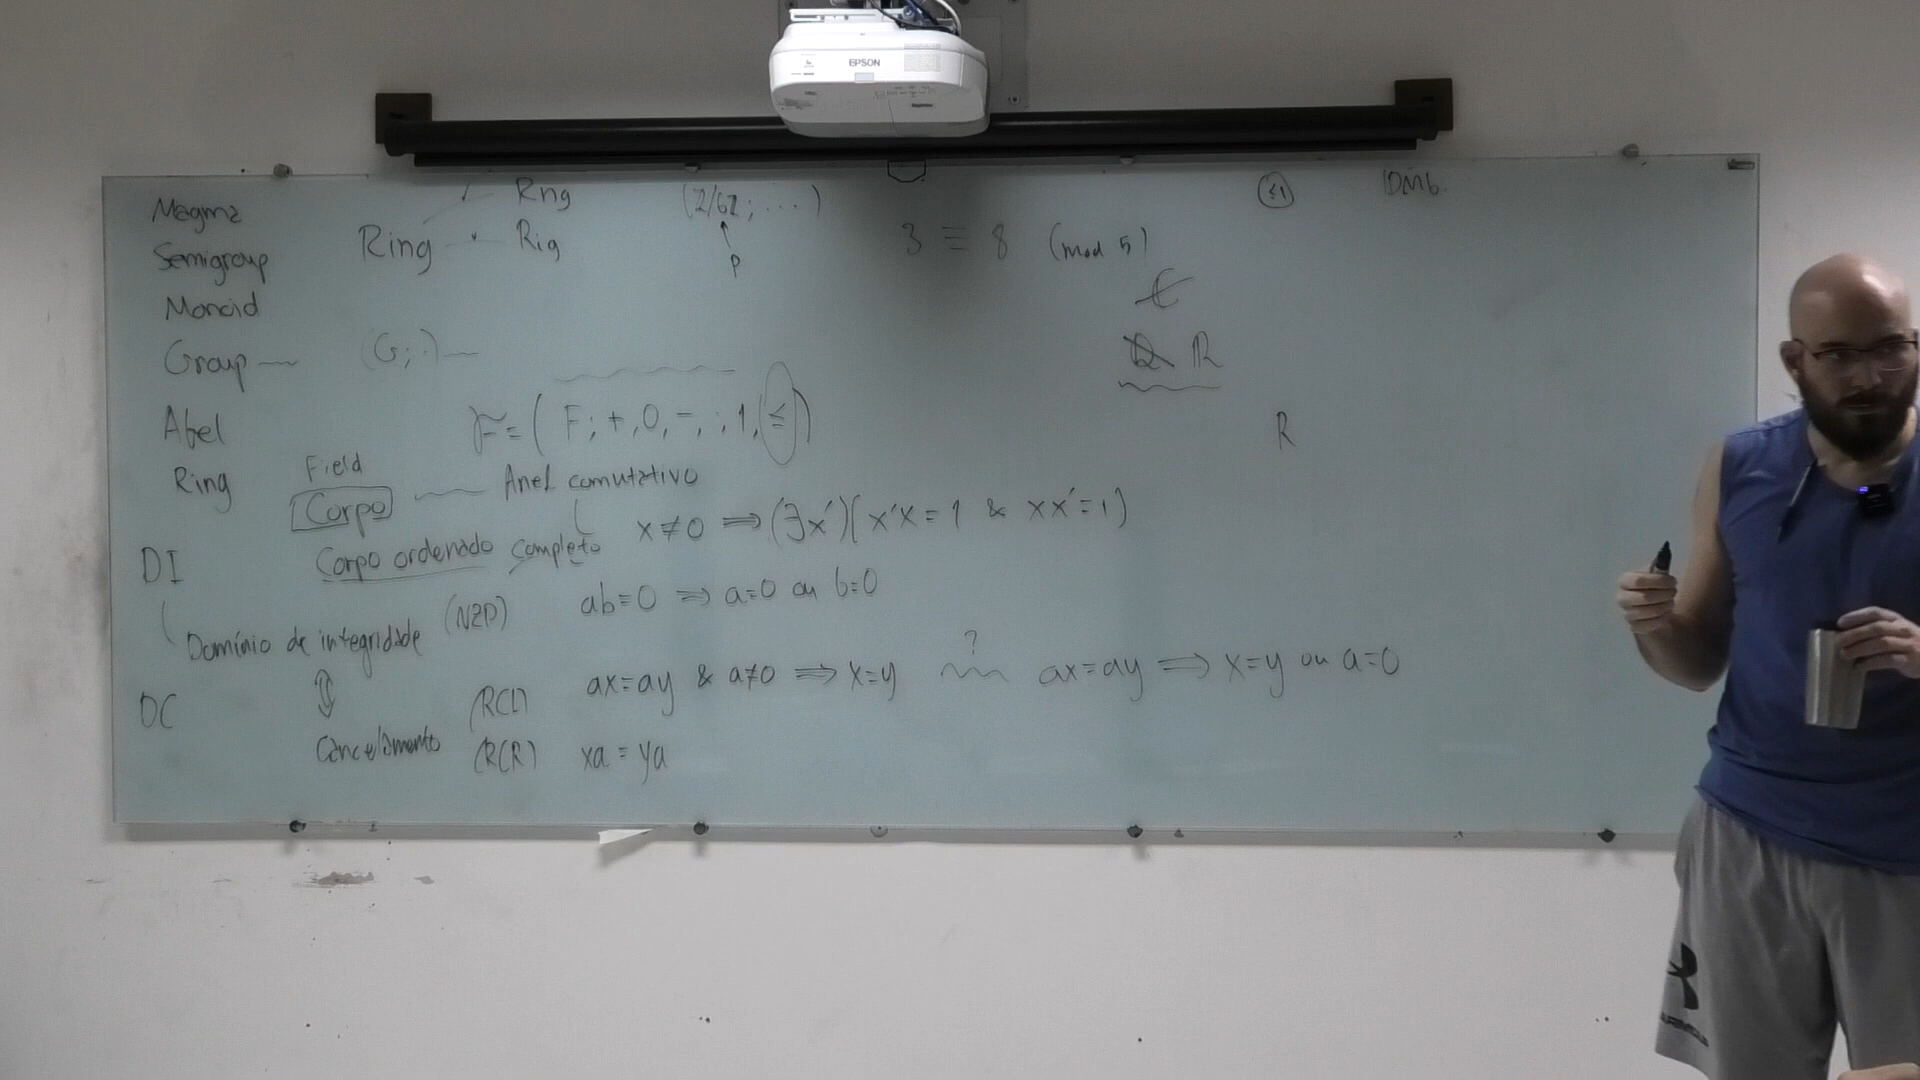 EPSON
Magma
Semigroup
Monoid
Group
Abel
Ring
DI
DC
Rng
Ring
Rig
(Z/6Z; ...)
p
(G; ·)
F = ( F; +, 0, -, ·, 1, ≤ )
Field
Corpo
Anel comutativo
x ≠ 0 ⟹ (∃x')( x'x = 1 & xx' = 1 )
Corpo ordenado completo
ab = 0 ⟹ a = 0 ou b = 0
Domínio de integridade (NZD)
⇕
ax = ay & a ≠ 0 ⟹ x = y
?
ax = ay ⟹ x = y ou a = 0
(RCL)
Cancelamento (RCR) xa = ya
3 ≡ 8 (mod 5)
C
Q R
R